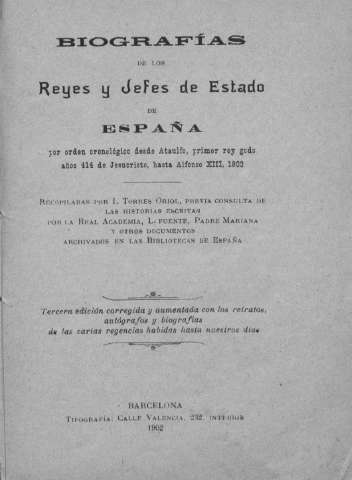 BIOGRAFÍAS
DE LOS
Reyes y Jefes de Estado
DE
ESPAÑA
por orden cronológico desde Ataulfo, primer rey godo
años 414 de Jesucristo, hasta Alfonso XIII, 1902
RECOPILADAS POR I. TORRES ORIOL, PREVIA CONSULTA DE
LAS HISTORIAS ESCRITAS
POR LA REAL ACADEMIA, LAFUENTE, PADRE MARIANA
Y OTROS DOCUMENTOS
ARCHIVADOS EN LAS BIBLIOTECAS DE ESPAÑA
Tercera edición corregida y aumentada con los retratos,
autógrafos y biografías
de las varias regencias habidas hasta nuestros días
BARCELONA
TIPOGRAFÍA: CALLE VALENCIA, 232, INTERIOR
1902